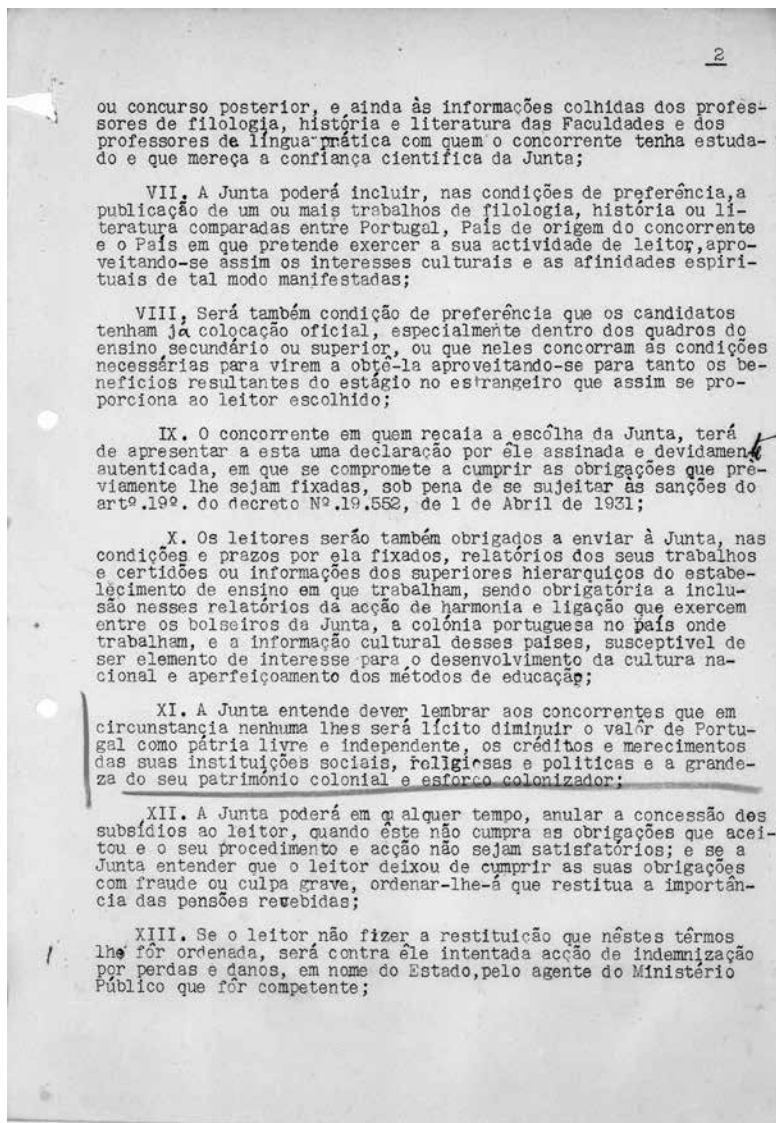 2
ou concurso posterior, e ainda às informações colhidas dos profes-
sores de filologia, história e literatura das Faculdades e dos
professores de língua prática com quem o concorrente tenha estuda-
do e que mereça a confiança cientifica da Junta;
VII. A Junta poderá incluir, nas condições de preferência,a
publicação de um ou mais trabalhos de filologia, história ou li-
teratura comparadas entre Portugal, País de origem do concorrente
e o País em que pretende exercer a sua actividade de leitor,apro-
veitando-se assim os interesses culturais e as afinidades espiri-
tuais de tal modo manifestadas;
VIII. Será também condição de preferência que os candidatos
tenham já colocação oficial, especialmente dentro dos quadros do
ensino secundário ou superior, ou que neles concorram as condições
necessárias para virem a obtê-la aproveitando-se para tanto os be-
nefícios resultantes do estágio no estrangeiro que assim se pro-
porciona ao leitor escolhido;
IX. O concorrente em quem recaia a escôlha da Junta, terá
de apresentar a esta uma declaração por êle assinada e devidamente
autenticada, em que se compromete a cumprir as obrigações que prè-
viamente lhe sejam fixadas, sob pena de se sujeitar às sanções do
artº.19º. do decreto Nº.19.552, de 1 de Abril de 1931;
X. Os leitores serão também obrigados a enviar à Junta, nas
condições e prazos por ela fixados, relatórios dos seus trabalhos
e certidões ou informações dos superiores hierarquicos do estabe-
lecimento de ensino em que trabalham, sendo obrigatória a inclu-
são nesses relatórios da acção de harmonia e ligação que exercem
entre os bolseiros da Junta, a colónia portuguesa no país onde
trabalham, e a informação cultural desses paises, susceptivel de
ser elemento de interesse para o desenvolvimento da cultura na-
cional e aperfeiçoamento dos métodos de educação;
XI. A Junta entende dever lembrar aos concorrentes que em
circunstancia nenhuma lhes será lícito diminuir o valôr de Portu-
gal como pátria livre e independente, os créditos e merecimentos
das suas instituições sociais, religiosas e politicas e a grande-
za do seu património colonial e esforço colonizador;
XII. A Junta poderá em qu alquer tempo, anular a concessão dos
subsídios ao leitor, quando êste não cumpra as obrigações que acei-
tou e o seu procedimento e acção não sejam satisfatórios; e se a
Junta entender que o leitor deixou de cumprir as suas obrigações
com fraude ou culpa grave, ordenar-lhe-á que restitua a importân-
cia das pensões recebidas;
XIII. Se o leitor não fizer a restituição que nêstes têrmos
lhe fôr ordenada, será contra êle intentada acção de indemnização
por perdas e danos, em nome do Estado,pelo agente do Ministério
Público que fôr competente;